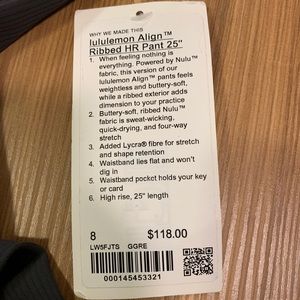 WHY WE MADE THIS
lululemon Align™
Ribbed HR Pant 25"
1. When feeling nothing is
everything. Powered by Nulu™
fabric, this version of our
lululemon Align™ pants feels
weightless and buttery-soft,
while a ribbed exterior adds
dimension to your practice
2. Buttery-soft, ribbed Nulu™
fabric is sweat-wicking,
quick-drying, and four-way
stretch
3. Added Lycra® fibre for stretch
and shape retention
4. Waistband lies flat and won't
dig in
5. Waistband pocket holds your key
or card
6. High rise, 25" length
8 $118.00
LW5FJTS GGRE
000145453321